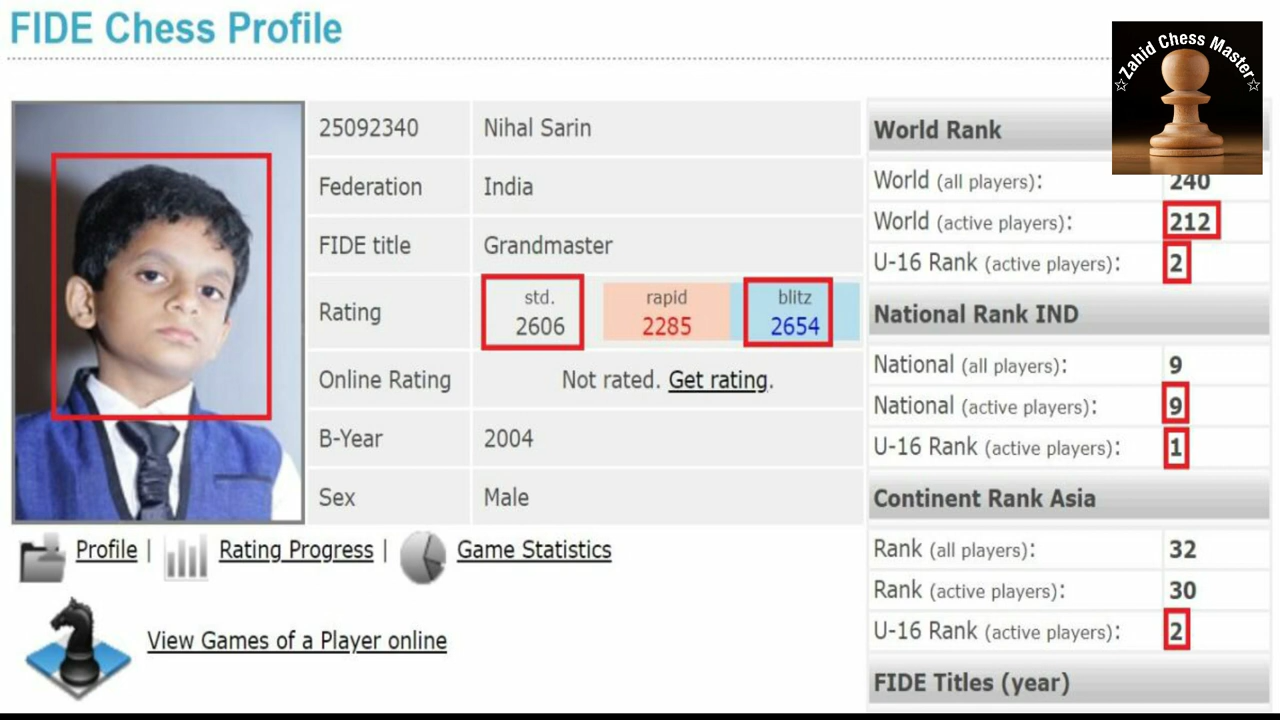 FIDE Chess Profile
☆Zahid Chess Master☆
25092340 Nihal Sarin
Federation India
FIDE title Grandmaster
Rating std. 2606 rapid 2285 blitz 2654
Online Rating Not rated. Get rating.
B-Year 2004
Sex Male
Profile | Rating Progress | Game Statistics
View Games of a Player online
World Rank
World (all players): 240
World (active players): 212
U-16 Rank (active players): 2
National Rank IND
National (all players): 9
National (active players): 9
U-16 Rank (active players): 1
Continent Rank Asia
Rank (all players): 32
Rank (active players): 30
U-16 Rank (active players): 2
FIDE Titles (year)